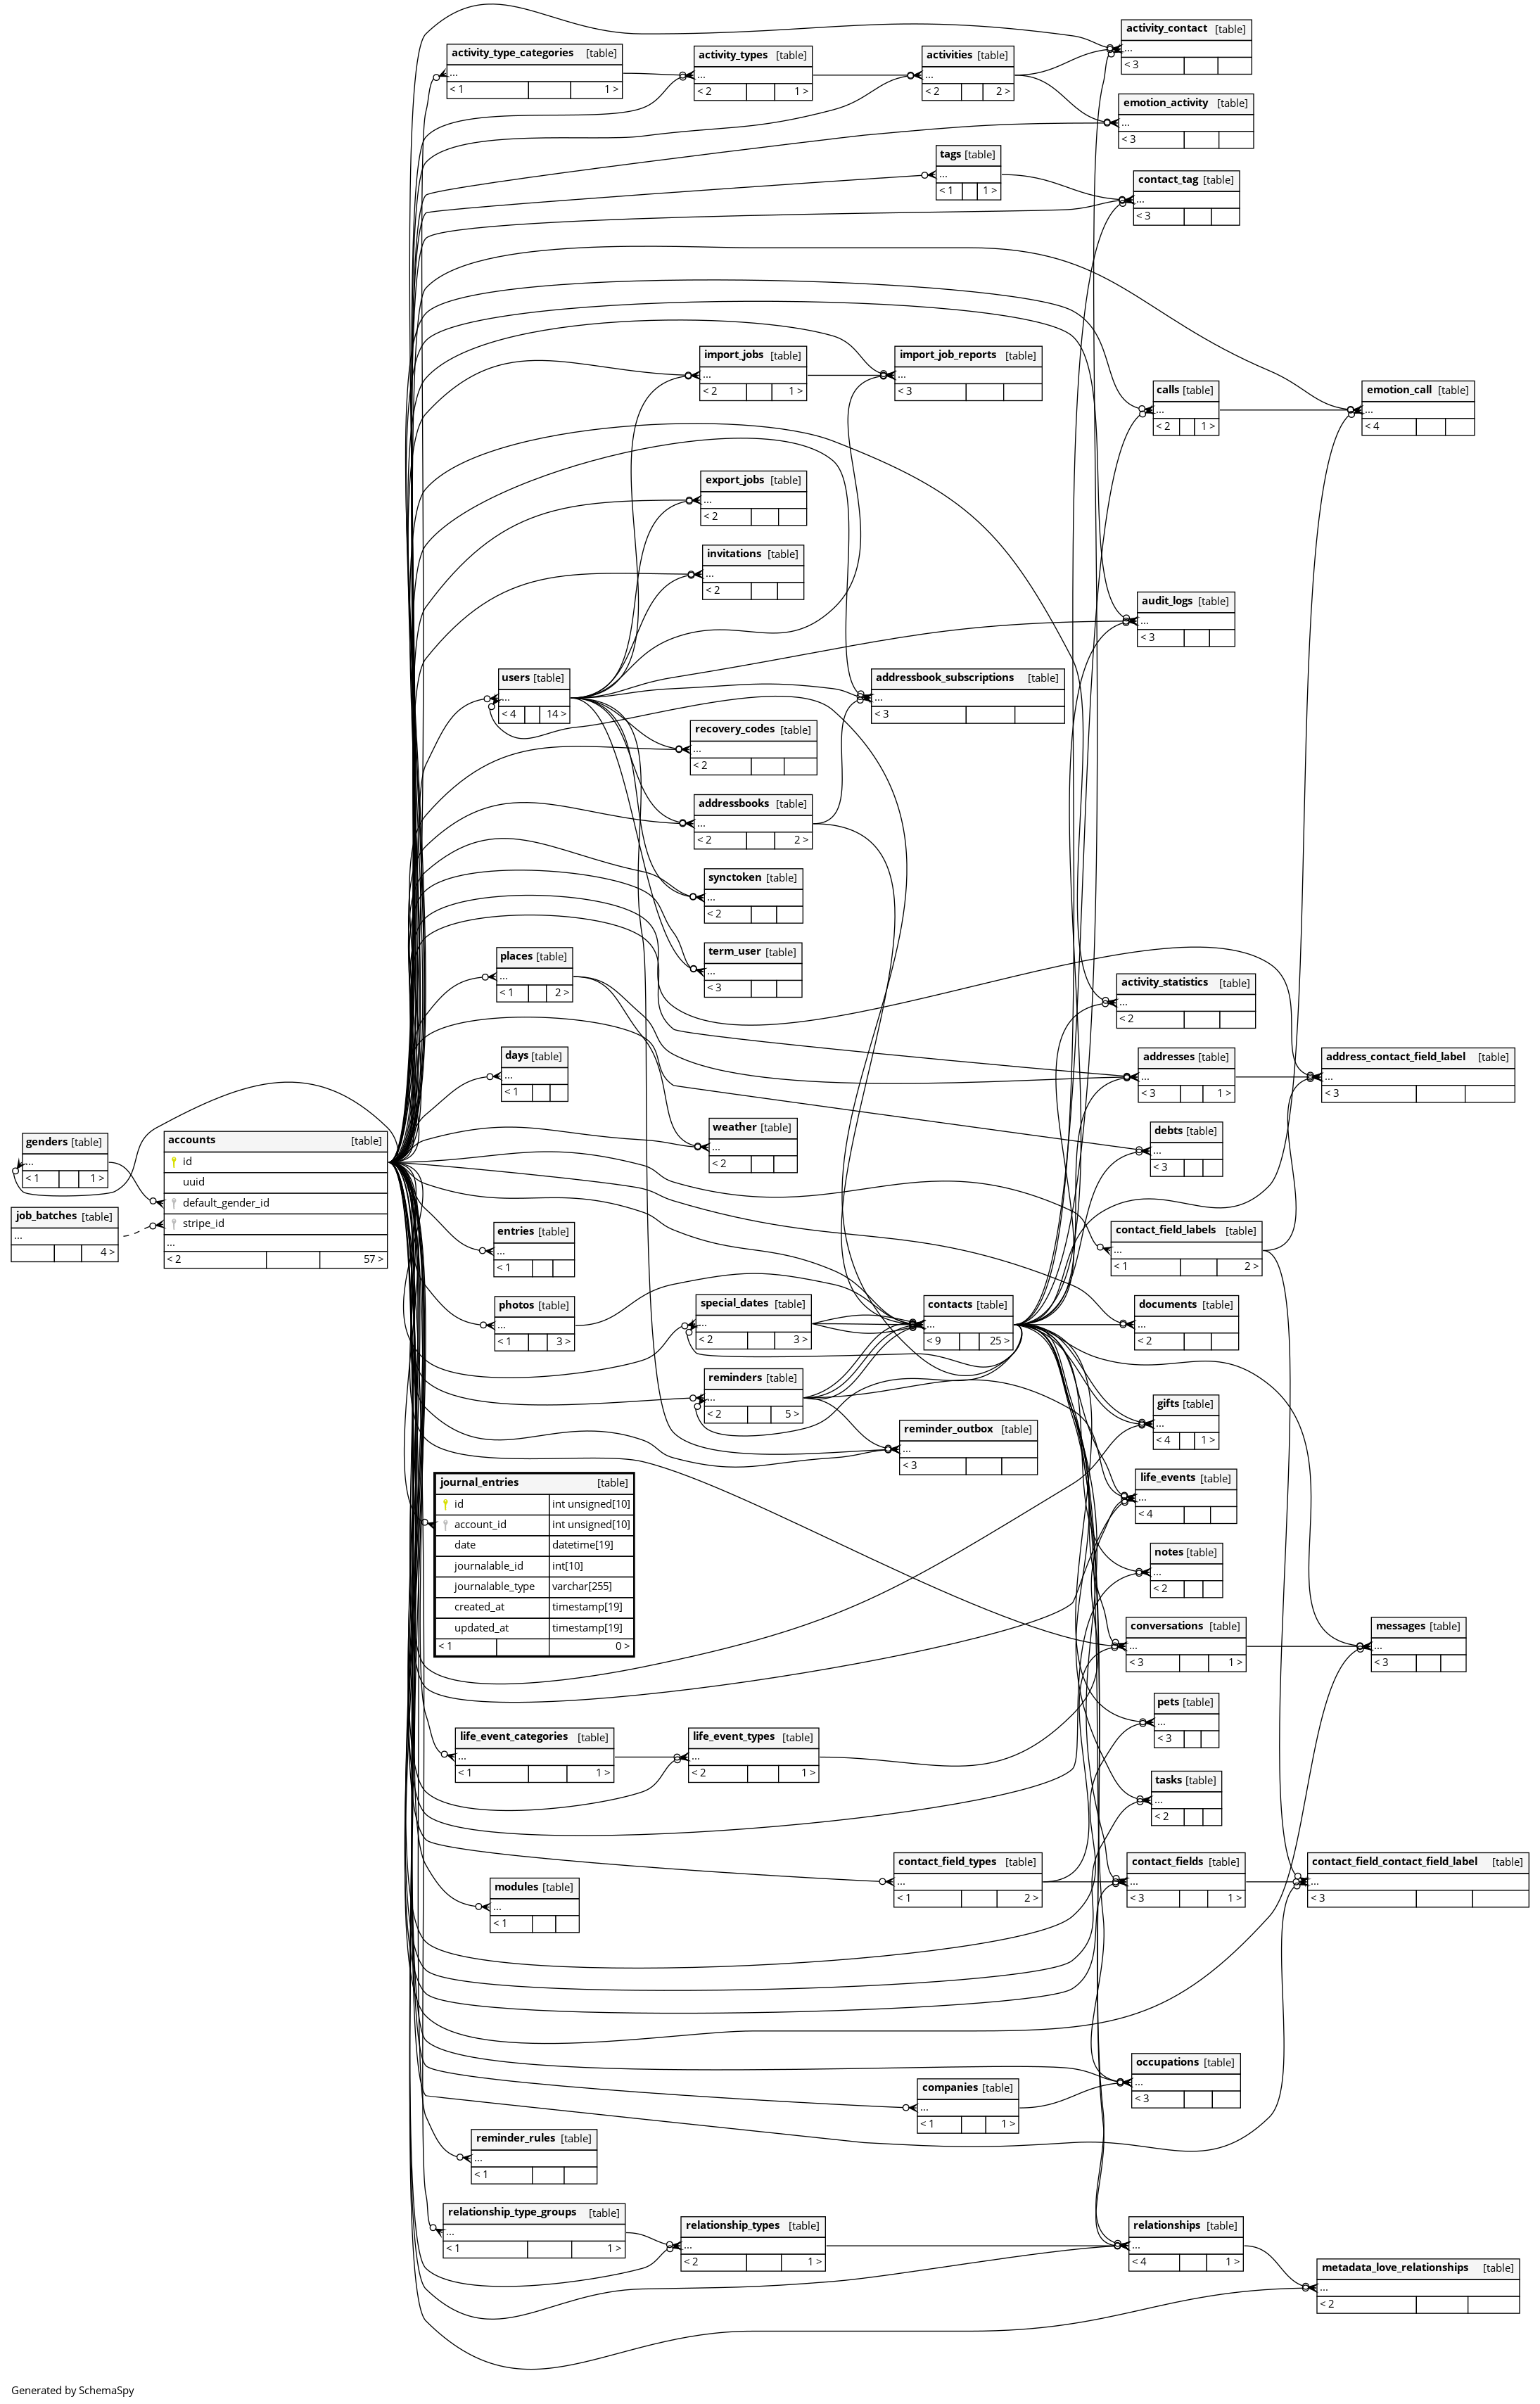 activity_contact [table]
...
< 3
activity_type_categories [table]
...
< 1 1 >
activity_types [table]
...
< 2 1 >
activities [table]
...
< 2 2 >
emotion_activity [table]
...
< 3
tags [table]
...
< 1 1 >
contact_tag [table]
...
< 3
import_jobs [table]
...
< 2 1 >
import_job_reports [table]
...
< 3
calls [table]
...
< 2 1 >
emotion_call [table]
...
< 4
export_jobs [table]
...
< 2
invitations [table]
...
< 2
audit_logs [table]
...
< 3
users [table]
...
< 4 14 >
addressbook_subscriptions [table]
...
< 3
recovery_codes [table]
...
< 2
addressbooks [table]
...
< 2 2 >
synctoken [table]
...
< 2
term_user [table]
...
< 3
places [table]
...
< 1 2 >
activity_statistics [table]
...
< 2
days [table]
...
< 1
addresses [table]
...
< 3 1 >
address_contact_field_label [table]
...
< 3
weather [table]
...
< 2
debts [table]
...
< 3
genders [table]
...
< 1 1 >
accounts [table]
id
uuid
default_gender_id
stripe_id
...
< 2 57 >
job_batches [table]
...
4 >
entries [table]
...
< 1
contact_field_labels [table]
...
< 1 2 >
photos [table]
...
< 1 3 >
special_dates [table]
...
< 2 3 >
contacts [table]
...
< 9 25 >
documents [table]
...
< 2
reminders [table]
...
< 2 5 >
gifts [table]
...
< 4 1 >
reminder_outbox [table]
...
< 3
life_events [table]
...
< 4
journal_entries [table]
id int unsigned[10]
account_id int unsigned[10]
date datetime[19]
journalable_id int[10]
journalable_type varchar[255]
created_at timestamp[19]
updated_at timestamp[19]
< 1 0 >
notes [table]
...
< 2
conversations [table]
...
< 3 1 >
messages [table]
...
< 3
pets [table]
...
< 3
life_event_categories [table]
...
< 1 1 >
life_event_types [table]
...
< 2 1 >
tasks [table]
...
< 2
contact_field_types [table]
...
< 1 2 >
contact_fields [table]
...
< 3 1 >
contact_field_contact_field_label [table]
...
< 3
modules [table]
...
< 1
occupations [table]
...
< 3
companies [table]
...
< 1 1 >
reminder_rules [table]
...
< 1
relationship_type_groups [table]
...
< 1 1 >
relationship_types [table]
...
< 2 1 >
relationships [table]
...
< 4 1 >
metadata_love_relationships [table]
...
< 2
Generated by SchemaSpy